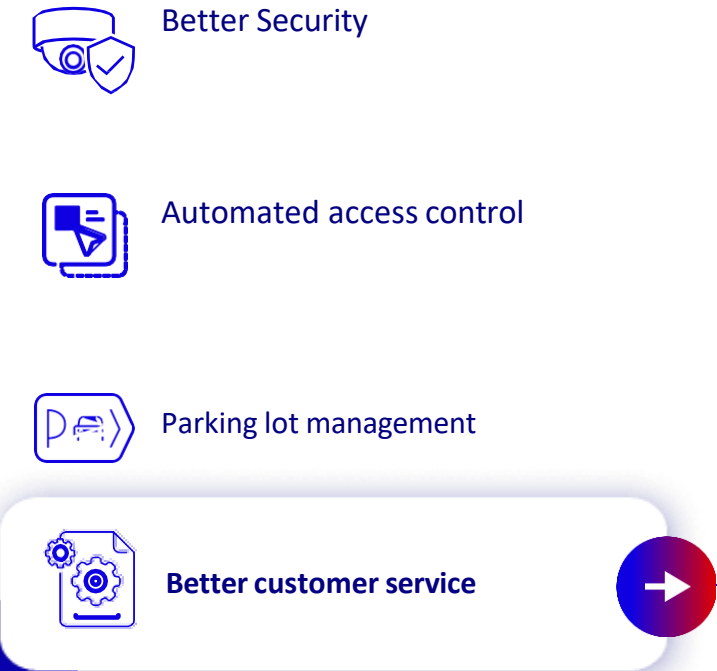 Better Security
Automated access control
Parking lot management
Better customer service